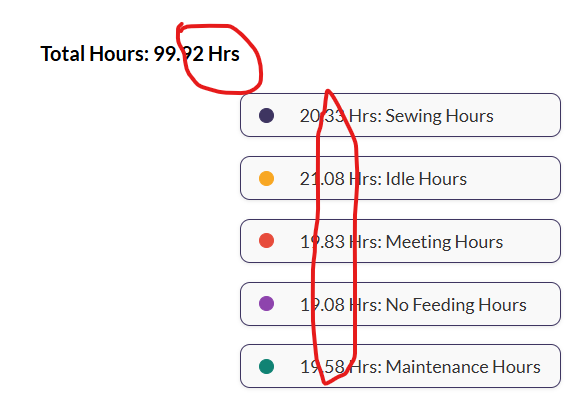 Total Hours: 99.92 Hrs
20.33 Hrs: Sewing Hours
21.08 Hrs: Idle Hours
19.83 Hrs: Meeting Hours
19.08 Hrs: No Feeding Hours
19.58 Hrs: Maintenance Hours